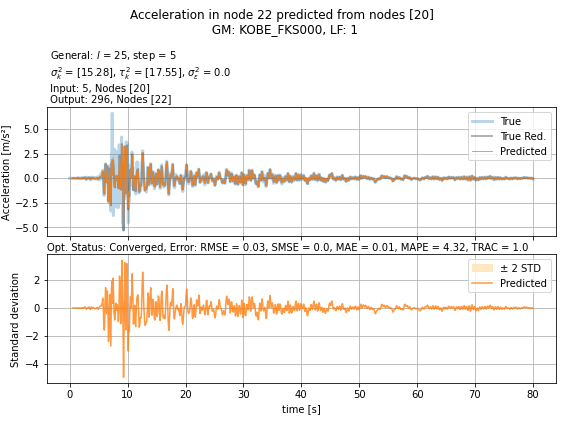 Acceleration in node 22 predicted from nodes [20]
GM: KOBE_FKS000, LF: 1
General: l = 25, step = 5
σ²ₖ = [15.28], τ²ₖ = [17.55], σ²ε = 0.0
Input: 5, Nodes [20]
Output: 296, Nodes [22]
Acceleration [m/s²]
5.0
2.5
0.0
−2.5
−5.0
True
True Red.
Predicted
Opt. Status: Converged, Error: RMSE = 0.03, SMSE = 0.0, MAE = 0.01, MAPE = 4.32, TRAC = 1.0
Standard deviation
2
0
−2
−4
± 2 STD
Predicted
0 10 20 30 40 50 60 70 80
time [s]